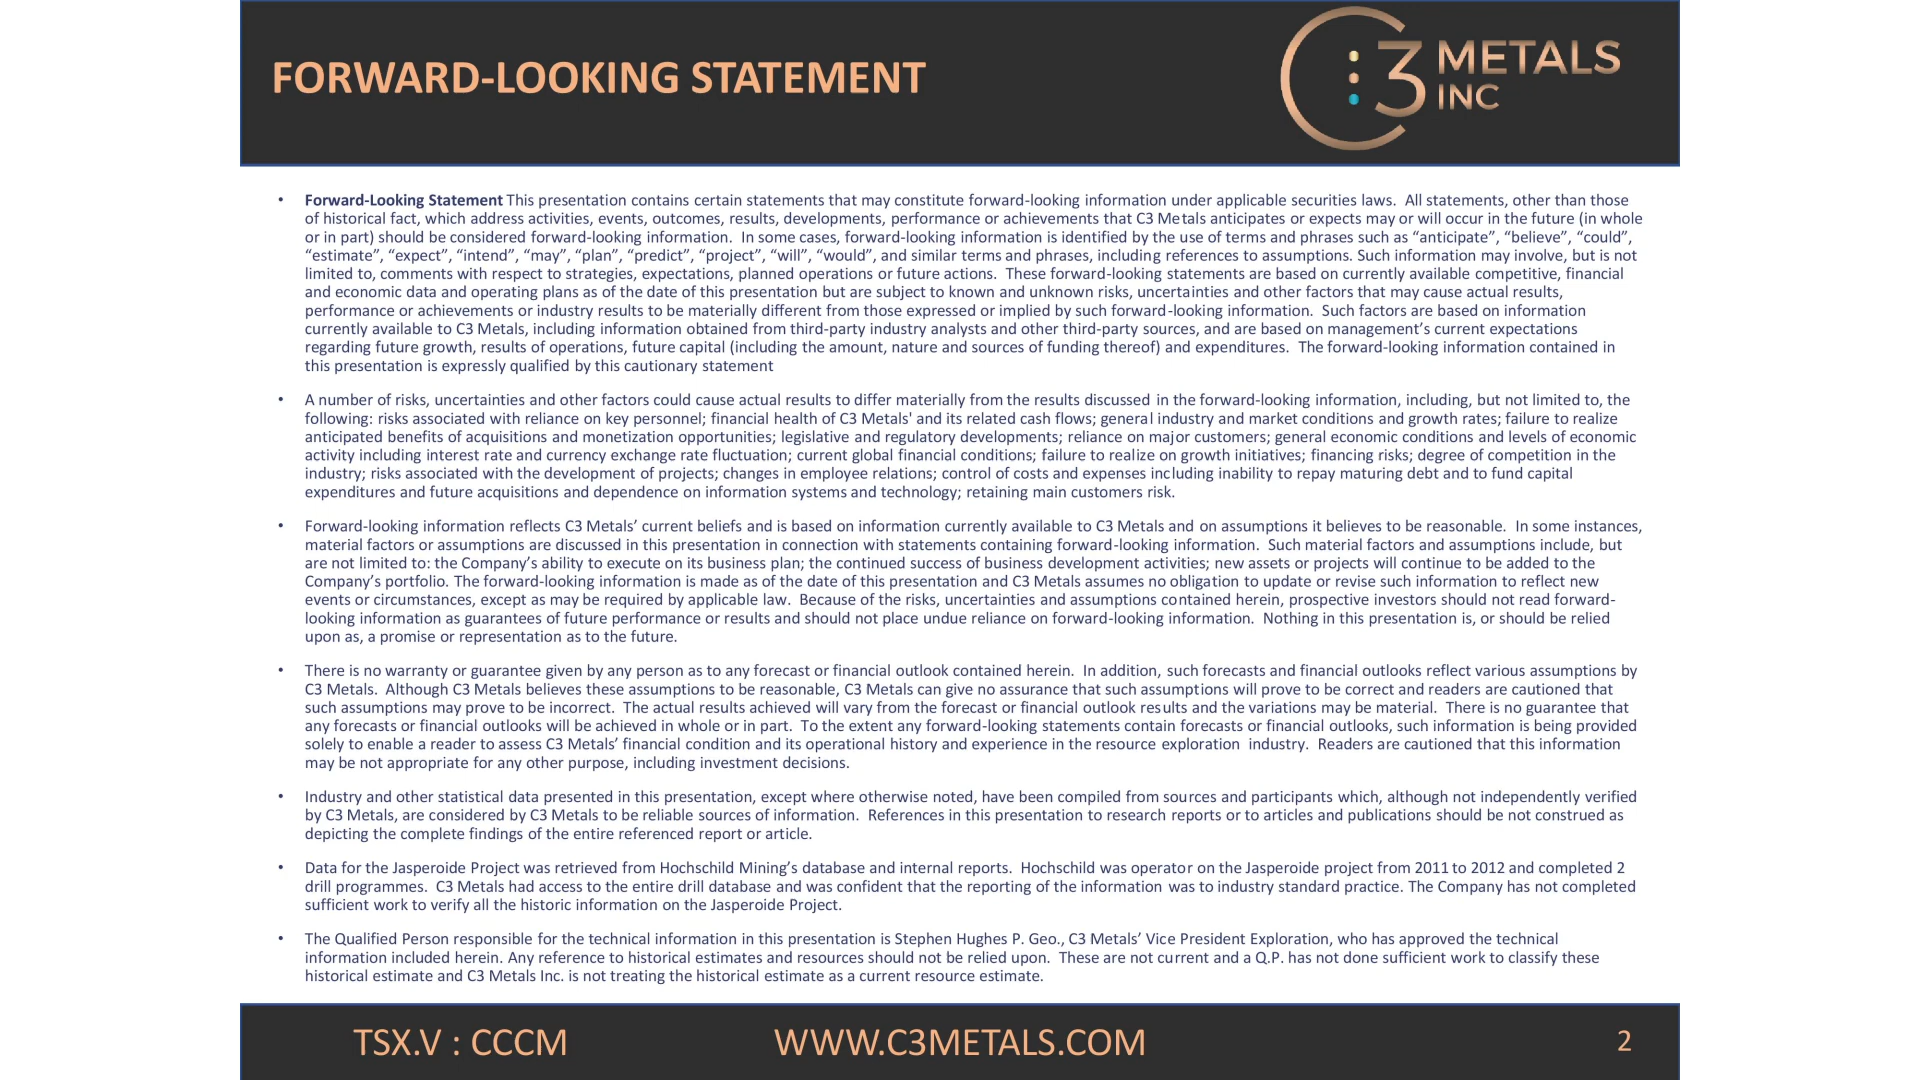 FORWARD-LOOKING STATEMENT
C3 METALS
INC
• Forward-Looking Statement This presentation contains certain statements that may constitute forward-looking information under applicable securities laws.  All statements, other than those
of historical fact, which address activities, events, outcomes, results, developments, performance or achievements that C3 Metals anticipates or expects may or will occur in the future (in whole
or in part) should be considered forward-looking information.  In some cases, forward-looking information is identified by the use of terms and phrases such as “anticipate”, “believe”, “could”,
“estimate”, “expect”, “intend”, “may”, “plan”, “predict”, “project”, “will”, “would”, and similar terms and phrases, including references to assumptions. Such information may involve, but is not
limited to, comments with respect to strategies, expectations, planned operations or future actions.  These forward-looking statements are based on currently available competitive, financial
and economic data and operating plans as of the date of this presentation but are subject to known and unknown risks, uncertainties and other factors that may cause actual results,
performance or achievements or industry results to be materially different from those expressed or implied by such forward-looking information.  Such factors are based on information
currently available to C3 Metals, including information obtained from third-party industry analysts and other third-party sources, and are based on management’s current expectations
regarding future growth, results of operations, future capital (including the amount, nature and sources of funding thereof) and expenditures.  The forward-looking information contained in
this presentation is expressly qualified by this cautionary statement
• A number of risks, uncertainties and other factors could cause actual results to differ materially from the results discussed in the forward-looking information, including, but not limited to, the
following: risks associated with reliance on key personnel; financial health of C3 Metals' and its related cash flows; general industry and market conditions and growth rates; failure to realize
anticipated benefits of acquisitions and monetization opportunities; legislative and regulatory developments; reliance on major customers; general economic conditions and levels of economic
activity including interest rate and currency exchange rate fluctuation; current global financial conditions; failure to realize on growth initiatives; financing risks; degree of competition in the
industry; risks associated with the development of projects; changes in employee relations; control of costs and expenses including inability to repay maturing debt and to fund capital
expenditures and future acquisitions and dependence on information systems and technology; retaining main customers risk.
• Forward-looking information reflects C3 Metals’ current beliefs and is based on information currently available to C3 Metals and on assumptions it believes to be reasonable.  In some instances,
material factors or assumptions are discussed in this presentation in connection with statements containing forward-looking information.  Such material factors and assumptions include, but
are not limited to: the Company’s ability to execute on its business plan; the continued success of business development activities; new assets or projects will continue to be added to the
Company’s portfolio. The forward-looking information is made as of the date of this presentation and C3 Metals assumes no obligation to update or revise such information to reflect new
events or circumstances, except as may be required by applicable law.  Because of the risks, uncertainties and assumptions contained herein, prospective investors should not read forward-
looking information as guarantees of future performance or results and should not place undue reliance on forward-looking information.  Nothing in this presentation is, or should be relied
upon as, a promise or representation as to the future.
• There is no warranty or guarantee given by any person as to any forecast or financial outlook contained herein.  In addition, such forecasts and financial outlooks reflect various assumptions by
C3 Metals.  Although C3 Metals believes these assumptions to be reasonable, C3 Metals can give no assurance that such assumptions will prove to be correct and readers are cautioned that
such assumptions may prove to be incorrect.  The actual results achieved will vary from the forecast or financial outlook results and the variations may be material.  There is no guarantee that
any forecasts or financial outlooks will be achieved in whole or in part.  To the extent any forward-looking statements contain forecasts or financial outlooks, such information is being provided
solely to enable a reader to assess C3 Metals’ financial condition and its operational history and experience in the resource exploration  industry.  Readers are cautioned that this information
may be not appropriate for any other purpose, including investment decisions.
• Industry and other statistical data presented in this presentation, except where otherwise noted, have been compiled from sources and participants which, although not independently verified
by C3 Metals, are considered by C3 Metals to be reliable sources of information.  References in this presentation to research reports or to articles and publications should be not construed as
depicting the complete findings of the entire referenced report or article.
• Data for the Jasperoide Project was retrieved from Hochschild Mining’s database and internal reports.  Hochschild was operator on the Jasperoide project from 2011 to 2012 and completed 2
drill programmes.  C3 Metals had access to the entire drill database and was confident that the reporting of the information was to industry standard practice. The Company has not completed
sufficient work to verify all the historic information on the Jasperoide Project.
• The Qualified Person responsible for the technical information in this presentation is Stephen Hughes P. Geo., C3 Metals’ Vice President Exploration, who has approved the technical
information included herein. Any reference to historical estimates and resources should not be relied upon.  These are not current and a Q.P. has not done sufficient work to classify these
historical estimate and C3 Metals Inc. is not treating the historical estimate as a current resource estimate.
TSX.V : CCCM WWW.C3METALS.COM 2